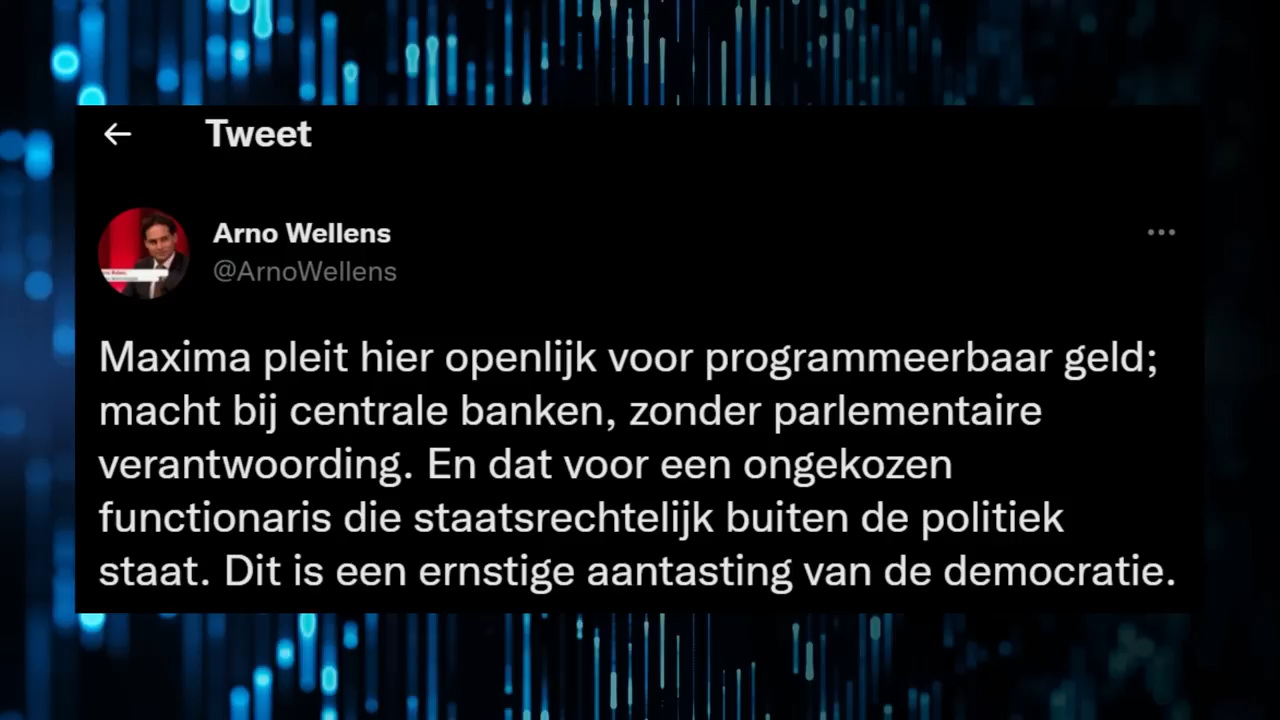 Tweet
Arno Wellens
@ArnoWellens
Maxima pleit hier openlijk voor programmeerbaar geld;
macht bij centrale banken, zonder parlementaire
verantwoording. En dat voor een ongekozen
functionaris die staatsrechtelijk buiten de politiek
staat. Dit is een ernstige aantasting van de democratie.